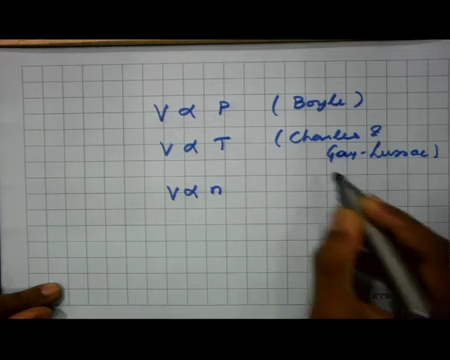 V ∝ P (Boyle)
V ∝ T (Charles & Gay-Lussac)
V ∝ n